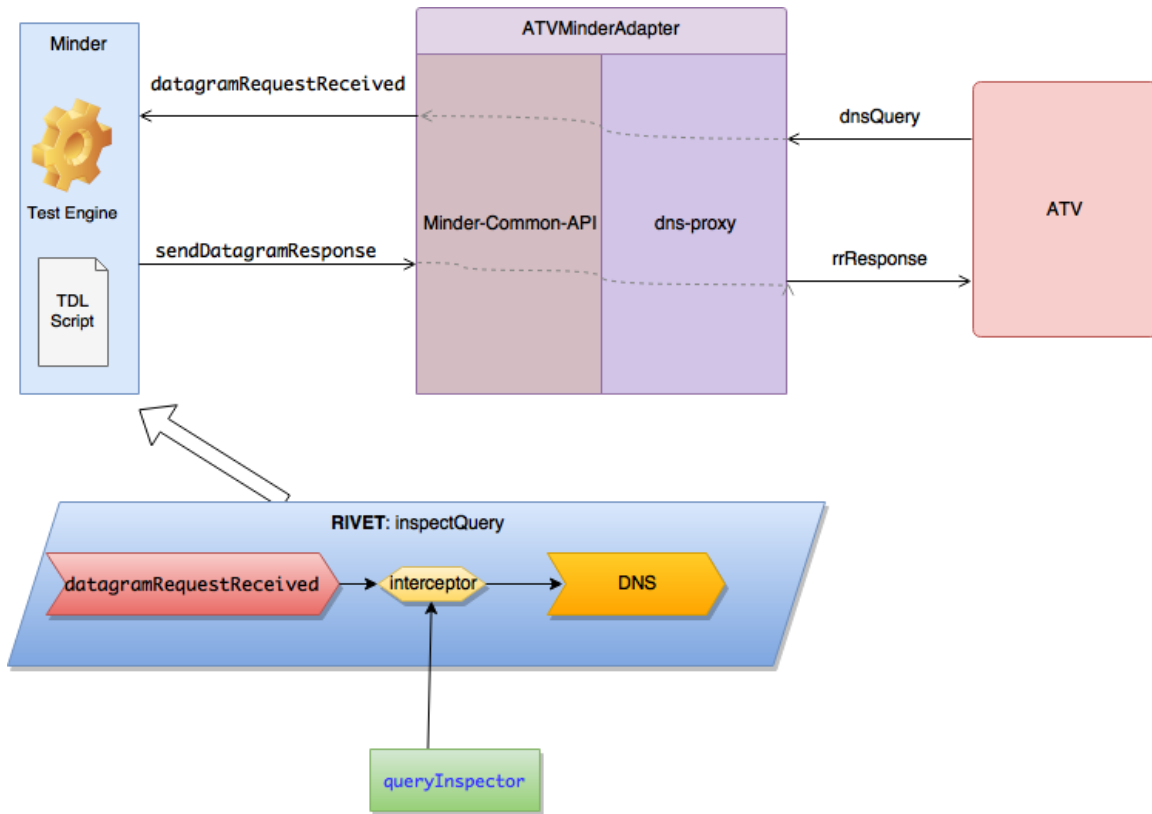 Minder
ATVMinderAdapter
datagramRequestReceived
dnsQuery
Test Engine
Minder-Common-API
dns-proxy
ATV
sendDatagramResponse
rrResponse
TDL
Script
RIVET: inspectQuery
datagramRequestReceived
interceptor
DNS
queryInspector